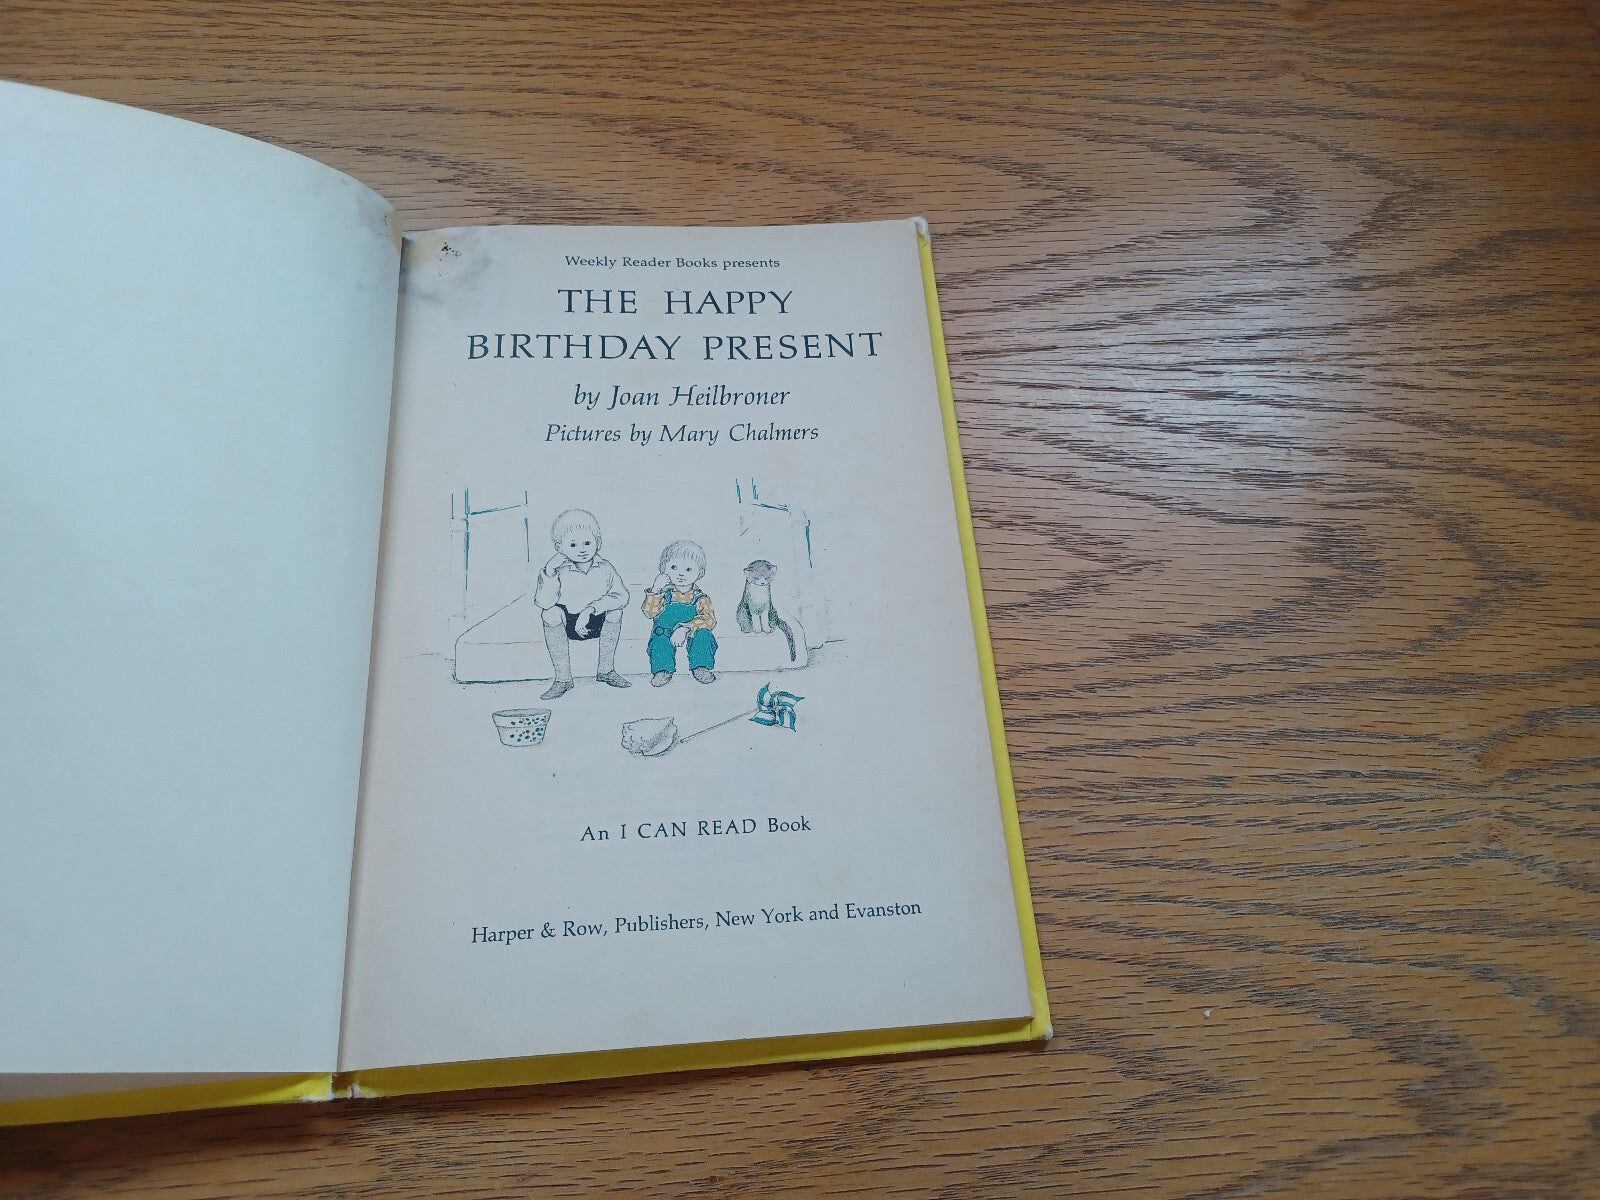 Weekly Reader Books presents
THE HAPPY
BIRTHDAY PRESENT
by Joan Heilbroner
Pictures by Mary Chalmers
An I CAN READ Book
Harper & Row, Publishers, New York and Evanston